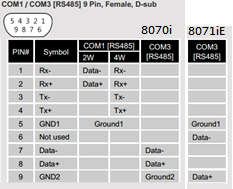 COM1 / COM3 [RS485] 9 Pin, Female, D-sub
5 4 3 2 1
9 8 7 6
8070i 8071iE
PIN# Symbol COM1 [RS485] COM3 [RS485] COM3 [RS485]
2W 4W
1 Rx- Data- Rx-
2 Rx+ Data+ Rx+
3 Tx- Tx-
4 Tx+ Tx+
5 GND1 Ground1 Ground1
6 Not used Data-
7 Data- Data-
8 Data+ Data+
9 GND2 Ground2 Data+